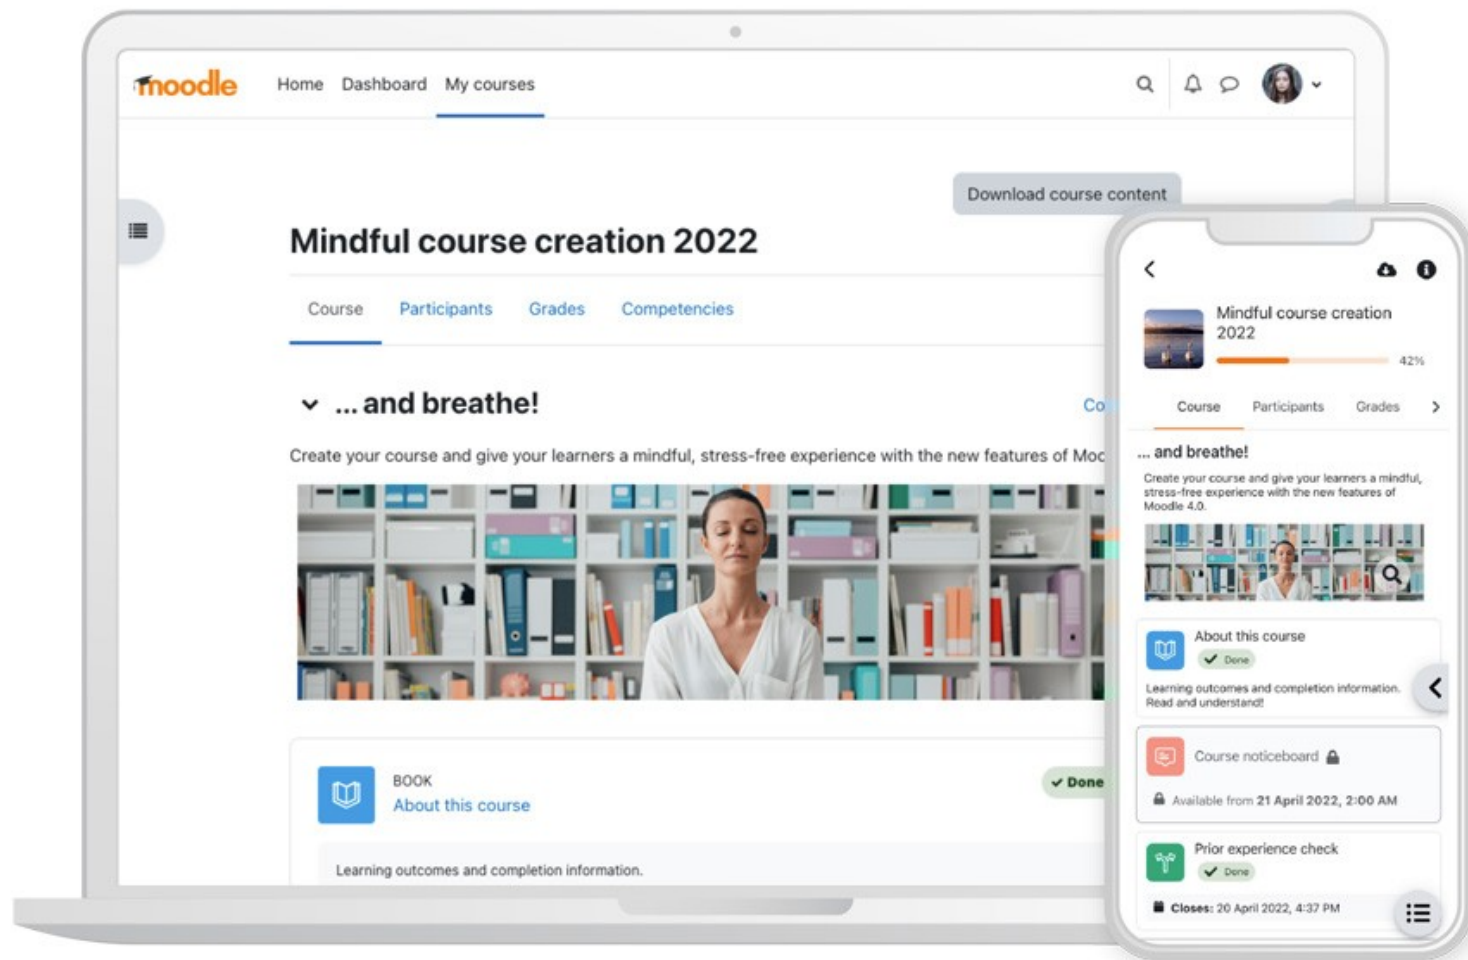 moodle
Home Dashboard My courses
Download course content
Mindful course creation 2022
Course Participants Grades Competencies
... and breathe!
Create your course and give your learners a mindful, stress-free experience with the new features of
BOOK
About this course
Done
Learning outcomes and completion information.
Mindful course creation
2022
42%
Course Participants Grades
... and breathe!
Create your course and give your learners a mindful,
stress-free experience with the new features of
Moodle 4.0.
About this course
Done
Learning outcomes and completion information.
Read and understand!
Course noticeboard
Available from 21 April 2022, 2:00 AM
Prior experience check
Done
Closes: 20 April 2022, 4:37 PM